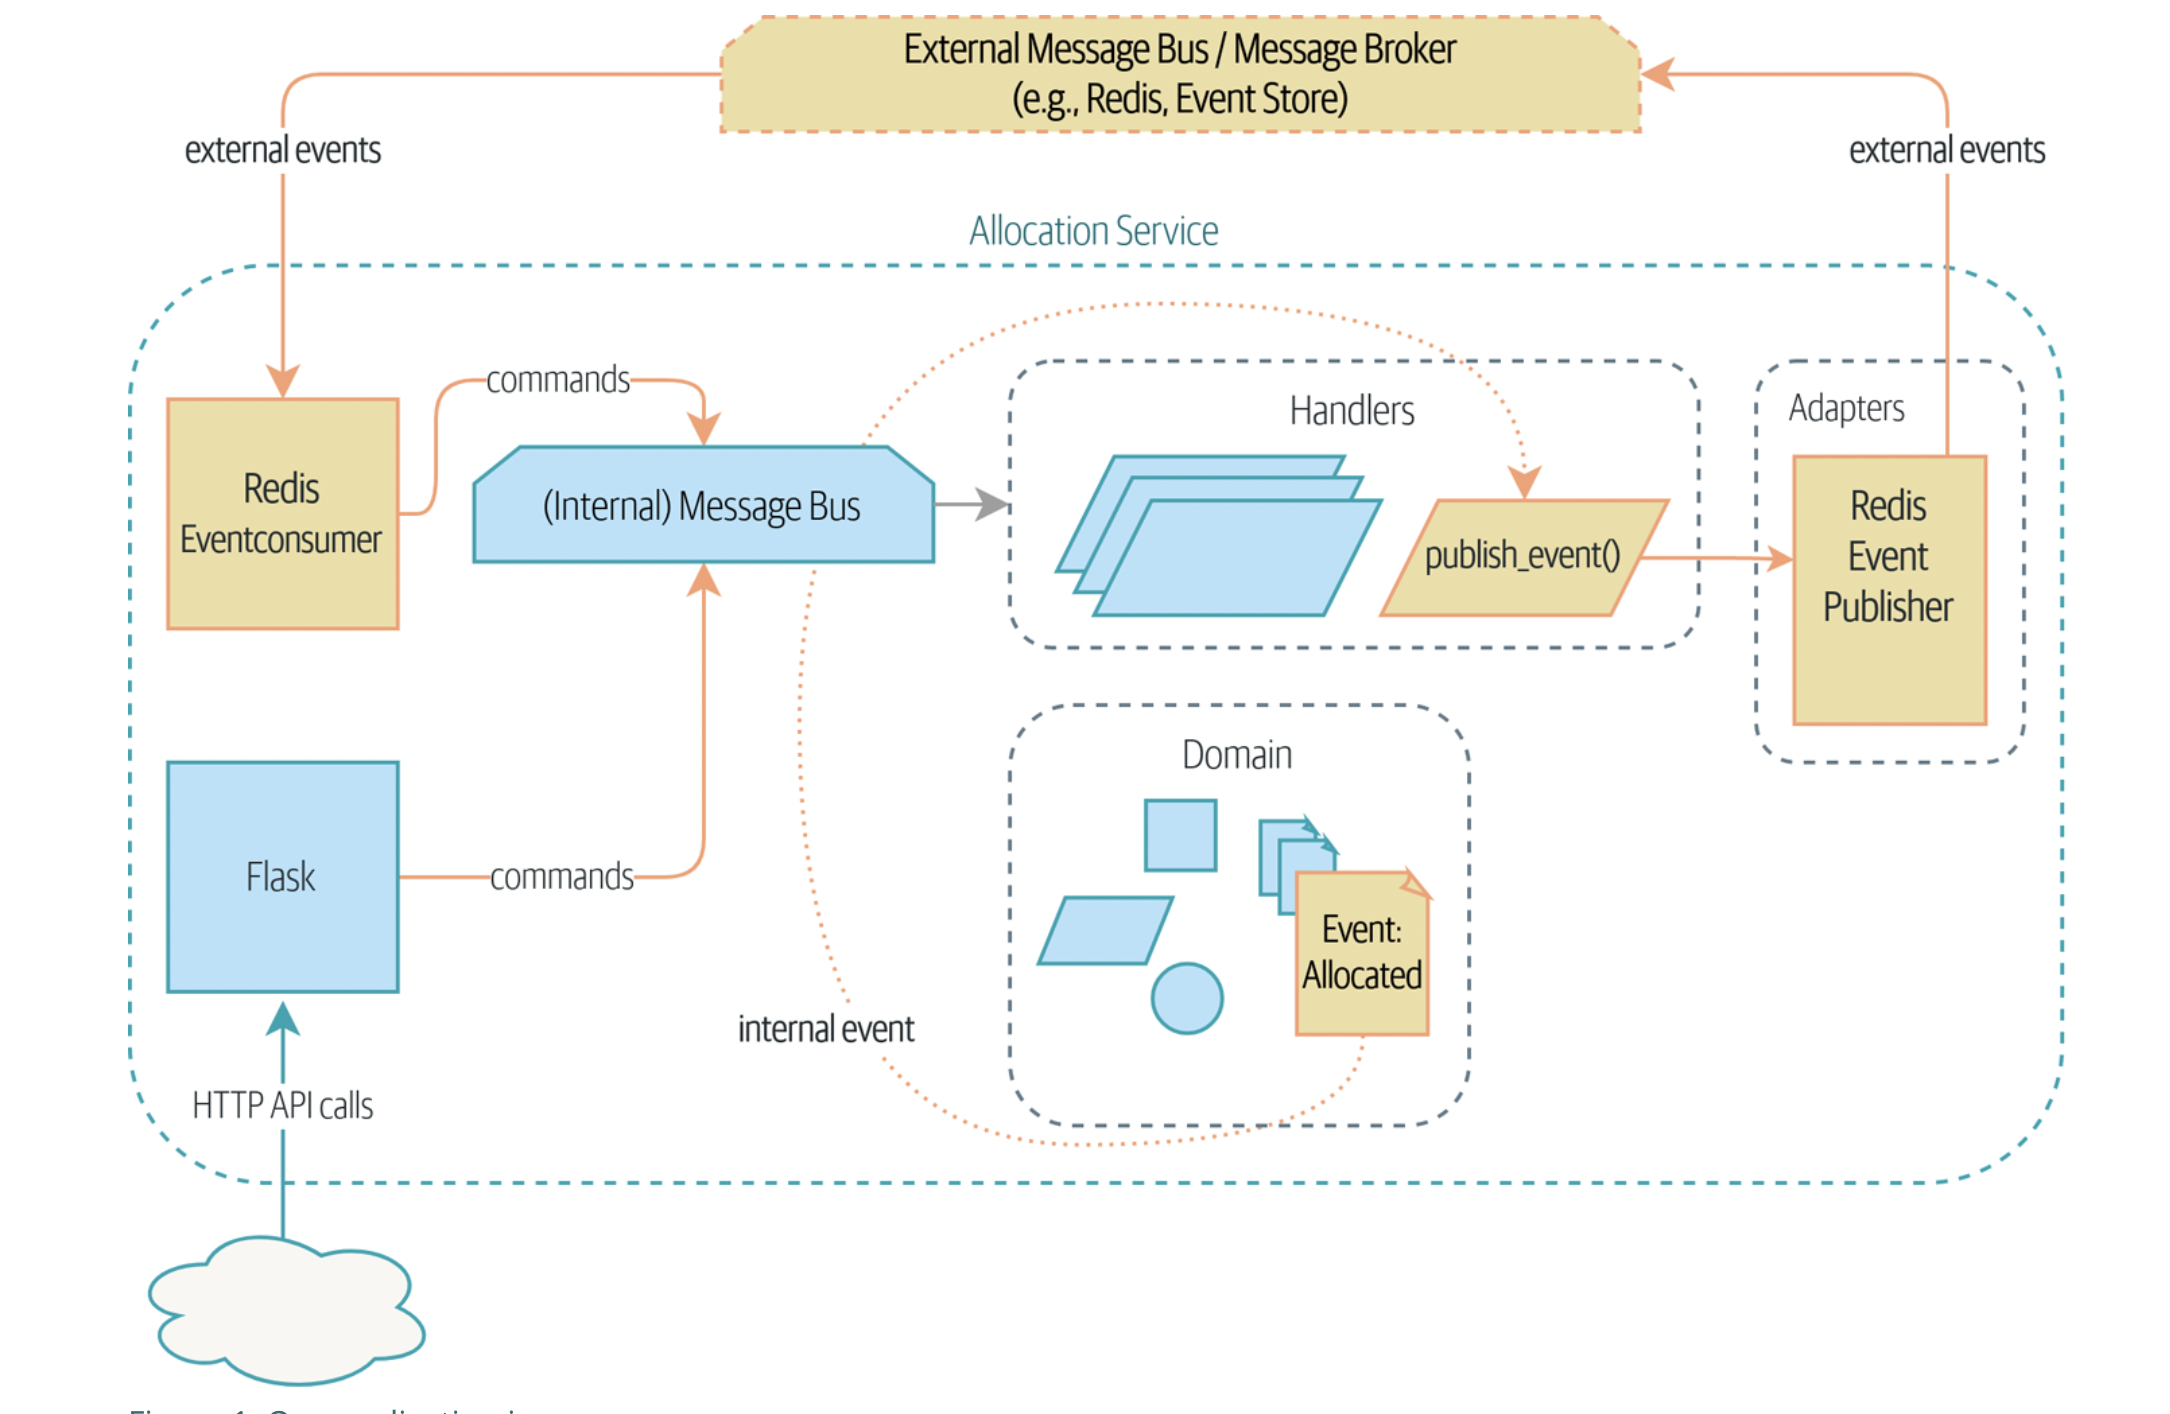 External Message Bus / Message Broker
(e.g., Redis, Event Store)
external events
external events
Allocation Service
commands
Handlers
Adapters
Redis
Eventconsumer
(Internal) Message Bus
publish_event()
Redis
Event
Publisher
Domain
Flask
commands
Event:
Allocated
internal event
HTTP API calls